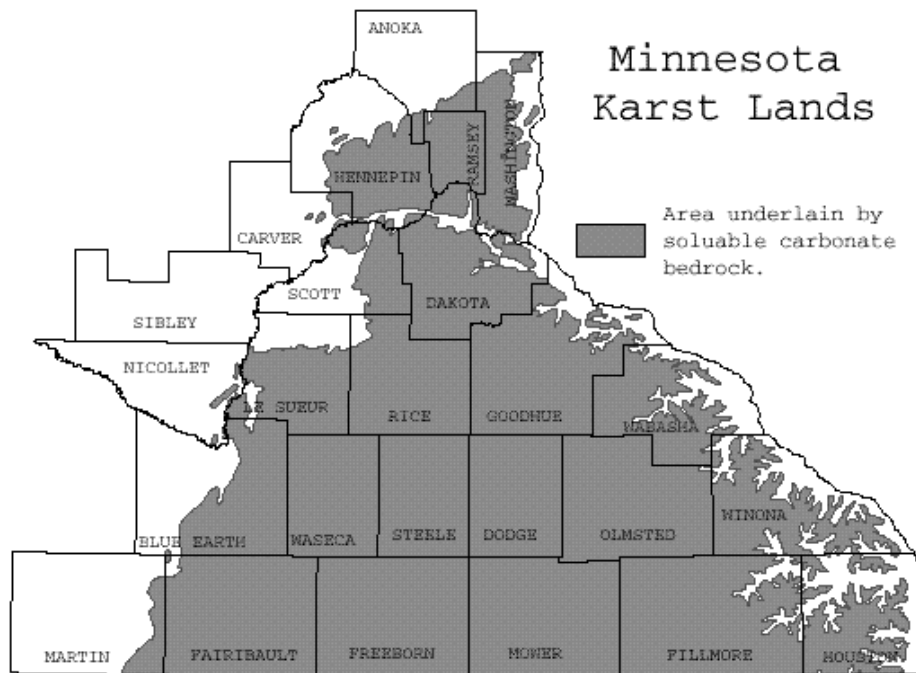 ANOKA
Minnesota
Karst Lands
WASHINGTON
RAMSEY
HENNEPIN
Area underlain by
soluable carbonate
bedrock.
CARVER
SCOTT
DAKOTA
SIBLEY
NICOLLET
LE SUEUR
RICE
GOODHUE
WABASHA
WINONA
BLUE EARTH
WASECA
STEELE
DODGE
OLMSTED
MARTIN
FAIRIBAULT
FREEBORN
MOWER
FILLMORE
HOUSTON